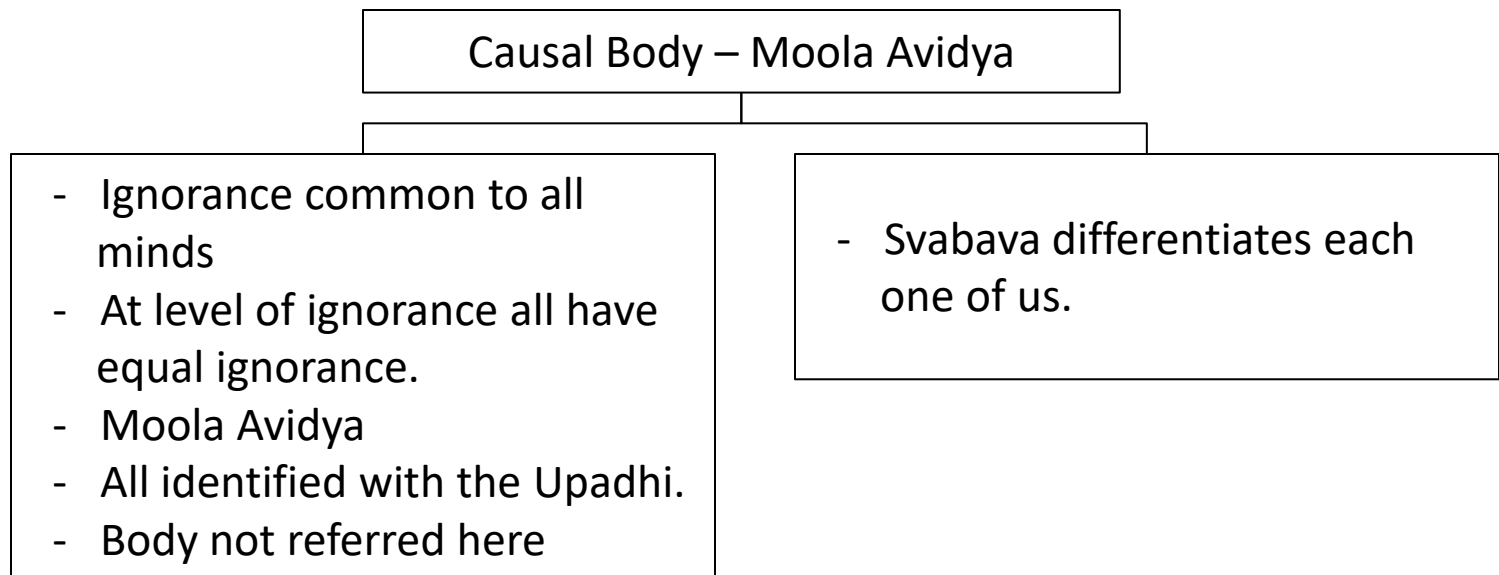 Causal Body – Moola Avidya
- Ignorance common to all
minds
- At level of ignorance all have
equal ignorance.
- Moola Avidya
- All identified with the Upadhi.
- Body not referred here
- Svabava differentiates each
one of us.